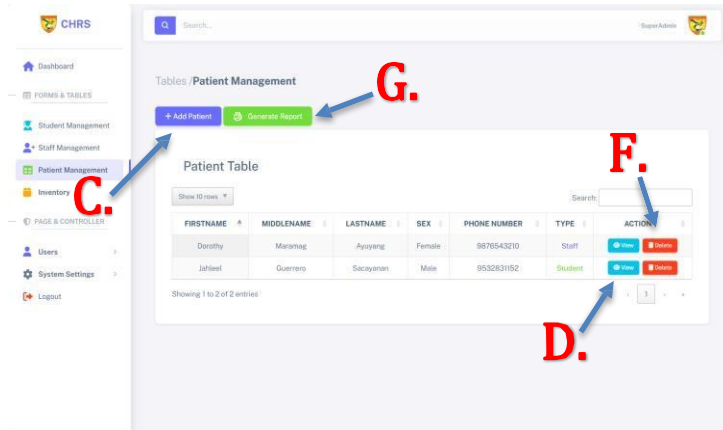 CHRS
Search...
SuperAdmin
Dashboard
FORMS & TABLES
Student Management
Staff Management
Patient Management
Inventory
PAGE & CONTROLLER
Users
System Settings
Logout
Tables / Patient Management
G.
+ Add Patient
Generate Report
C.
F.
Patient Table
Show 10 rows
Search:
FIRSTNAME MIDDLENAME LASTNAME SEX PHONE NUMBER TYPE ACTION
Dorothy Maramag Ayuyang Female 9876543210 Staff View Delete
Jahleel Guerrero Sacayanan Male 9532831152 Student View Delete
Showing 1 to 2 of 2 entries
1
D.